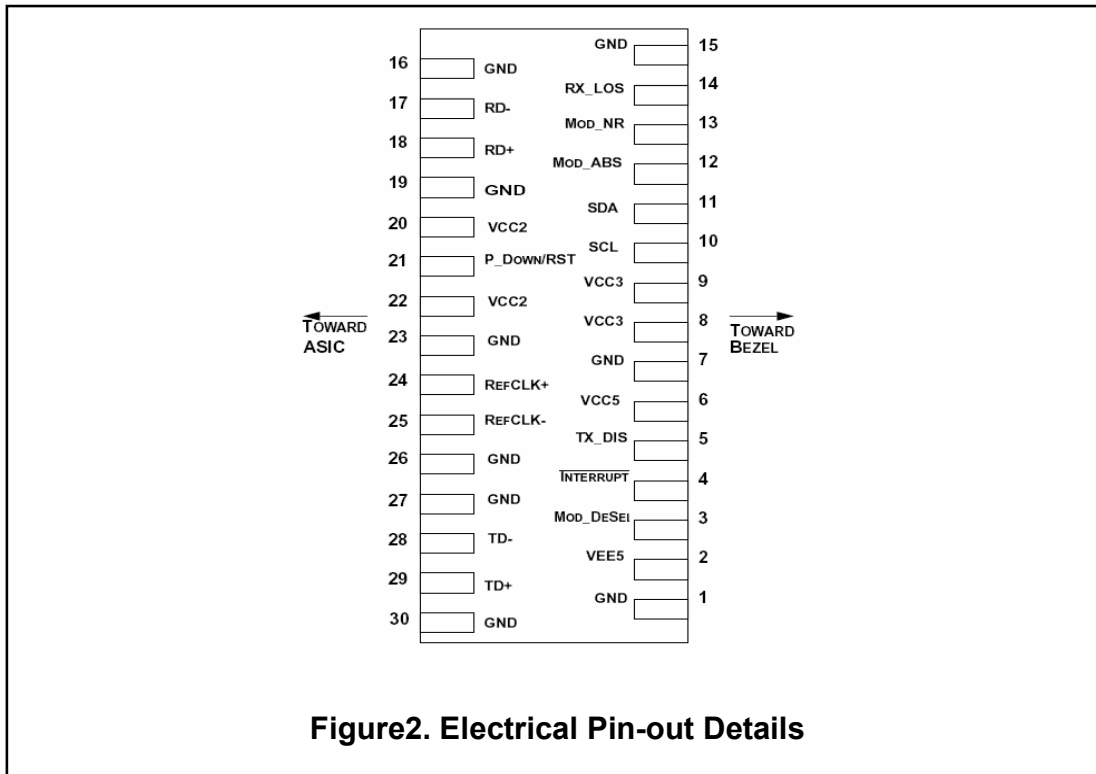 GND 15
16 GND
RX_LOS 14
17 RD-
MOD_NR 13
18 RD+
MOD_ABS 12
19 GND
SDA 11
20 VCC2
SCL 10
21 P_DOWN/RST
VCC3 9
22 VCC2
VCC3 8
TOWARD
ASIC
TOWARD
BEZEL
23 GND
GND 7
24 REFCLK+
VCC5 6
25 REFCLK-
TX_DIS 5
26 GND
INTERRUPT 4
27 GND
MOD_DESEL 3
28 TD-
VEE5 2
29 TD+
GND 1
30 GND
Figure2. Electrical Pin-out Details